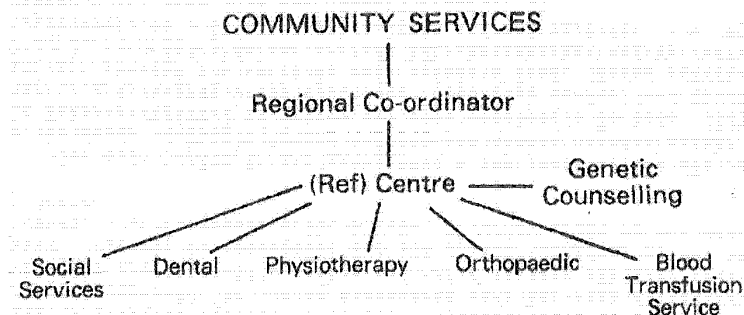 COMMUNITY SERVICES
Regional Co-ordinator
(Ref) Centre
Genetic
Counselling
Social
Services
Dental
Physiotherapy
Orthopaedic
Blood
Transfusion
Service